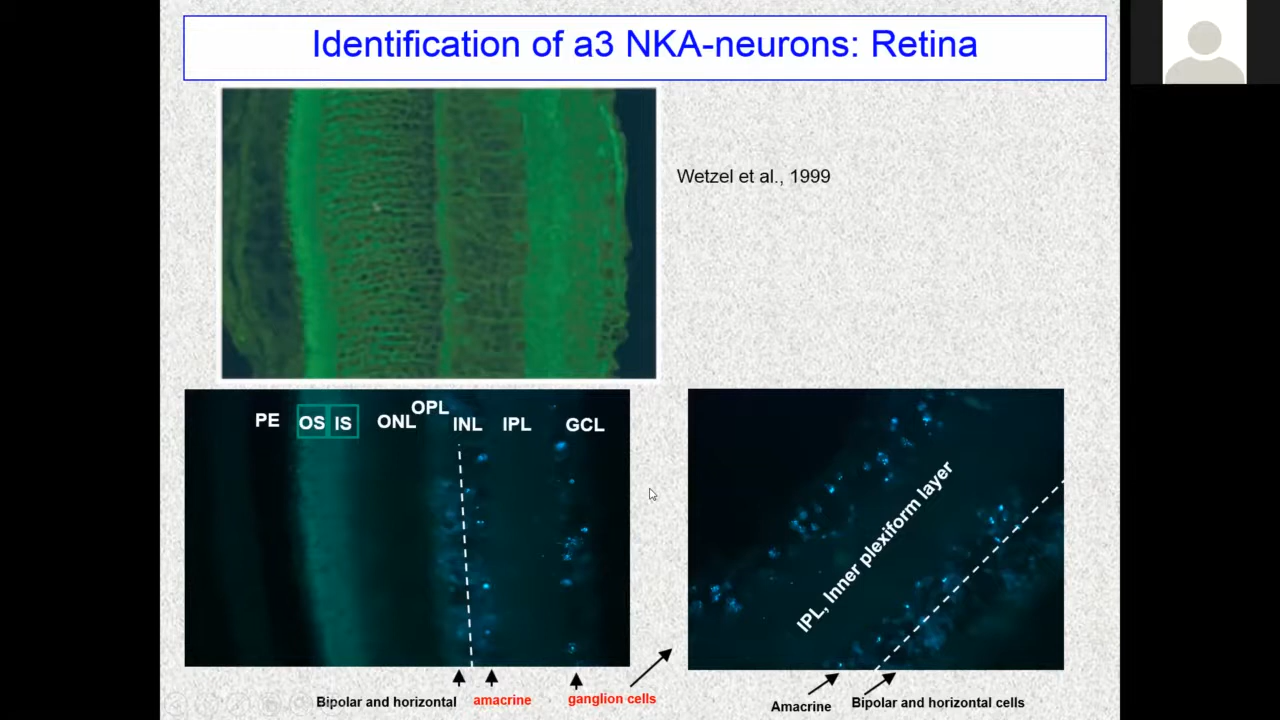 Identification of a3 NKA-neurons: Retina
Wetzel et al., 1999
PE OS IS ONL OPL INL IPL GCL
IPL, Inner plexiform layer
Bipolar and horizontal amacrine ganglion cells
Amacrine Bipolar and horizontal cells